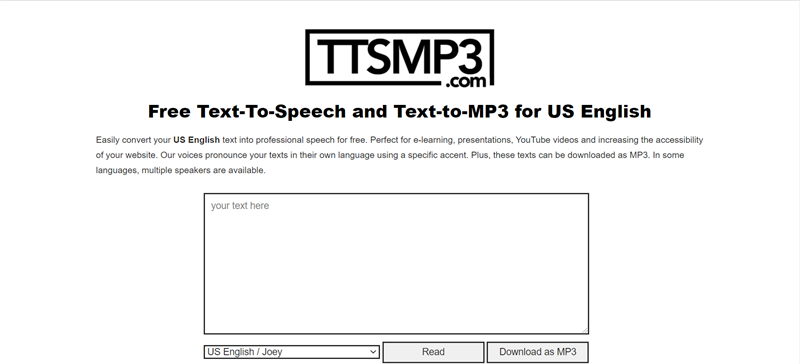 TTSMP3
.com
Free Text-To-Speech and Text-to-MP3 for US English
Easily convert your US English text into professional speech for free. Perfect for e-learning, presentations, YouTube videos and increasing the accessibility
of your website. Our voices pronounce your texts in their own language using a specific accent. Plus, these texts can be downloaded as MP3. In some
languages, multiple speakers are available.
your text here
US English / Joey
Read
Download as MP3